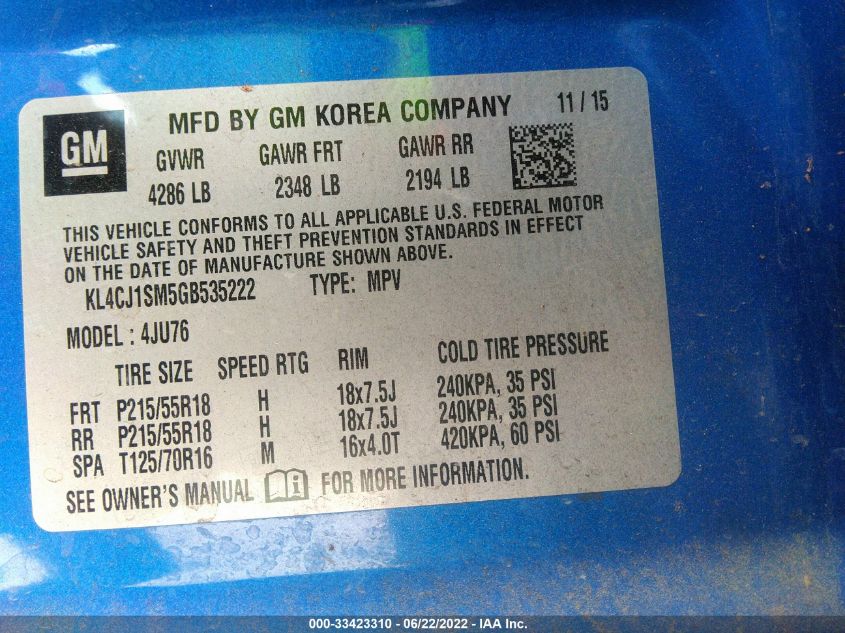 GM
MFD BY GM KOREA COMPANY 11 / 15
GVWR GAWR FRT GAWR RR
4286 LB 2348 LB 2194 LB
THIS VEHICLE CONFORMS TO ALL APPLICABLE U.S. FEDERAL MOTOR
VEHICLE SAFETY AND THEFT PREVENTION STANDARDS IN EFFECT
ON THE DATE OF MANUFACTURE SHOWN ABOVE.
KL4CJ1SM5GB535222 TYPE: MPV
MODEL : 4JU76
TIRE SIZE SPEED RTG RIM COLD TIRE PRESSURE
FRT P215/55R18 H 18x7.5J 240KPA, 35 PSI
RR P215/55R18 H 18x7.5J 240KPA, 35 PSI
SPA T125/70R16 M 16x4.0T 420KPA, 60 PSI
SEE OWNER'S MANUAL i FOR MORE INFORMATION.
000-33423310 - 06/22/2022 - IAA Inc.